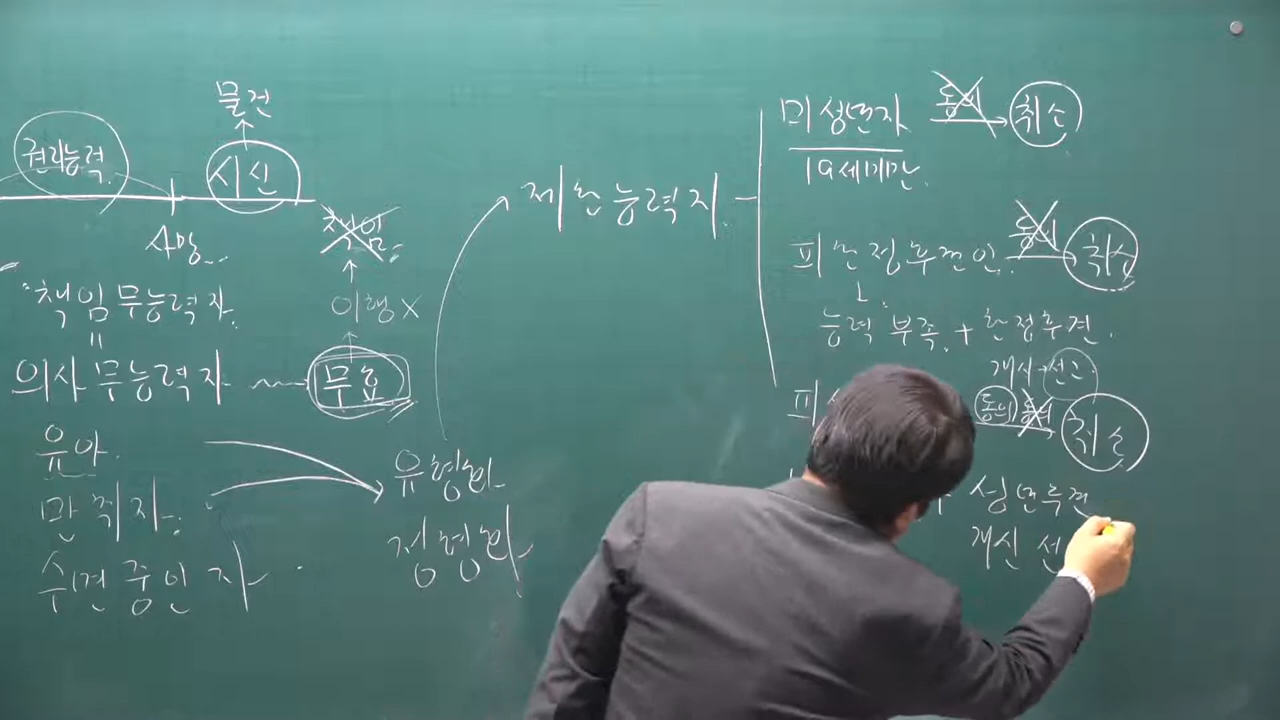 물건
권리능력
시신
사망
책임
이행 X
책임무능력자
의사무능력자
무효
유아
만취자
수면 중인 자
유형화
정형화
제한능력자
미성년자
동의
취소
19세미만
피한정후견인
동의
취소
능력 부족 + 한정후견
개시 선고
피
동의
취소
성년후견
개시 선